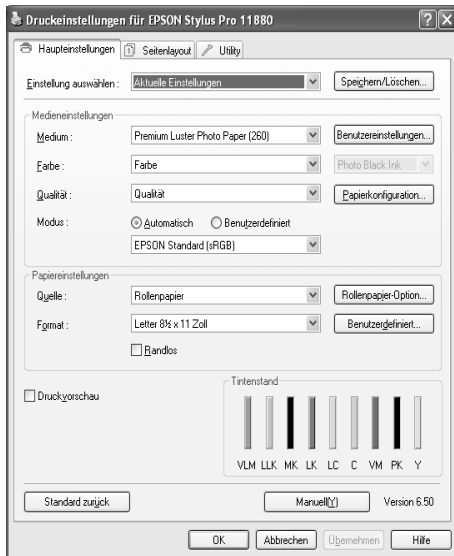 Druckeinstellungen für EPSON Stylus Pro 11880
Haupteinstellungen Seitenlayout Utility
Einstellung auswählen : Aktuelle Einstellungen Speichern/Löschen...
Medieneinstellungen
Medium : Premium Luster Photo Paper (260) Benutzereinstellungen...
Farbe : Farbe Photo Black Ink
Qualität : Qualität Papierkonfiguration...
Modus : Automatisch Benutzerdefiniert
EPSON Standard (sRGB)
Papiereinstellungen
Quelle : Rollenpapier Rollenpapier-Option...
Format : Letter 8½ x 11 Zoll Benutzerdefiniert...
Randlos
Druckvorschau
Tintenstand
VLM LLK MK LK LC C VM PK Y
Standard zurück Manuell(Y) Version 6.50
OK Abbrechen Übernehmen Hilfe